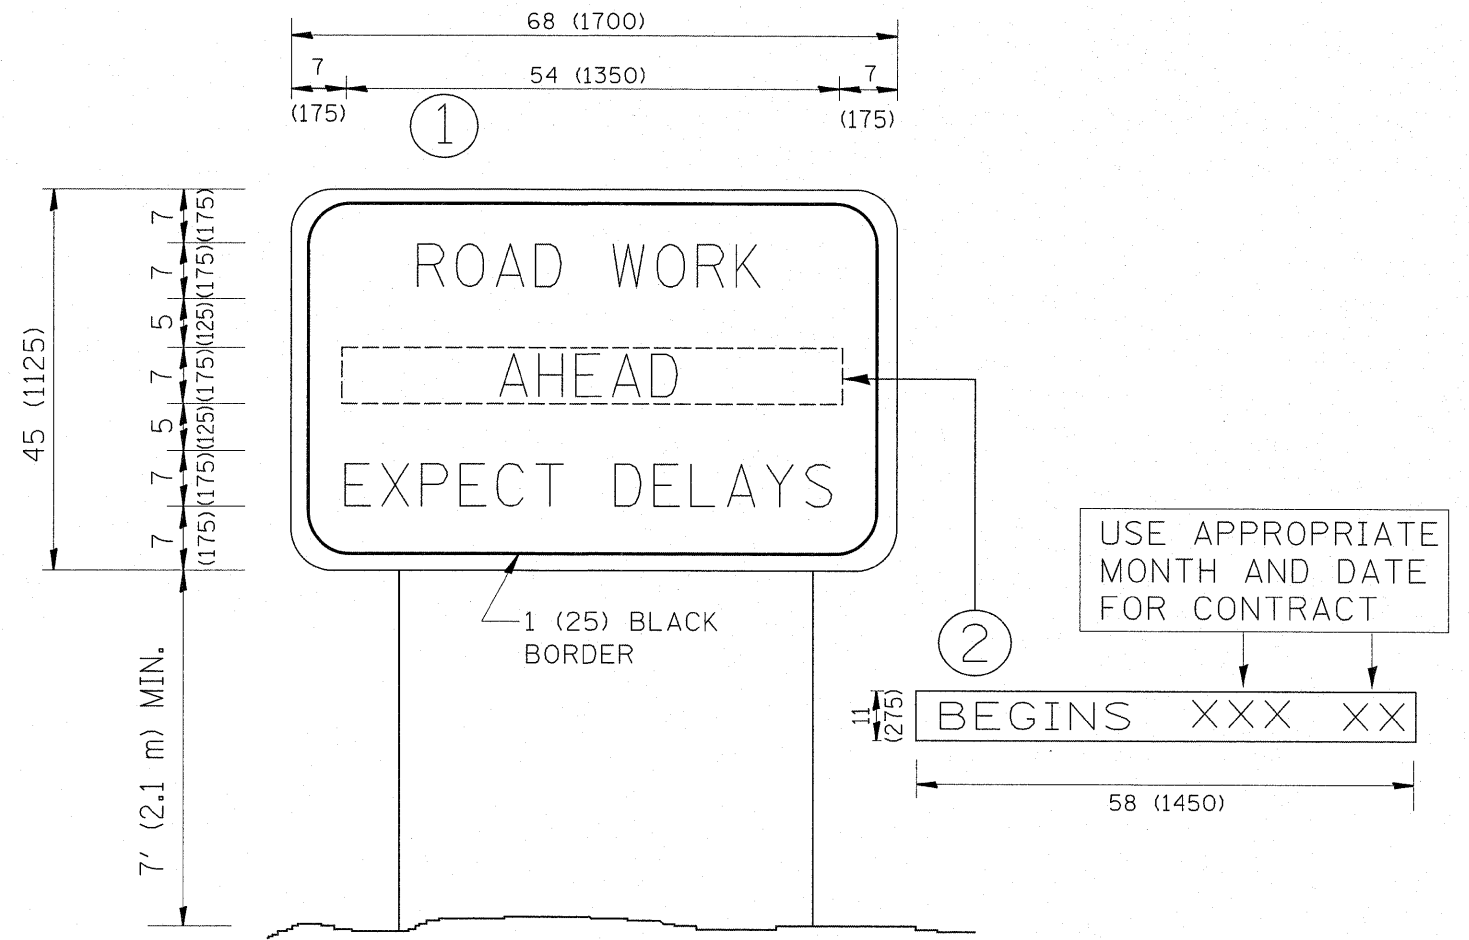 68 (1700)
7
54 (1350)
7
(175)
(175)
1
45 (1125)
7
(175)
7
(175)
5
(125)
7
(175)
5
(125)
7
(175)
7
(175)
ROAD WORK
AHEAD
EXPECT DELAYS
1 (25) BLACK
BORDER
7' (2.1 m) MIN.
2
USE APPROPRIATE
MONTH AND DATE
FOR CONTRACT
11
(275)
BEGINS XXX XX
58 (1450)